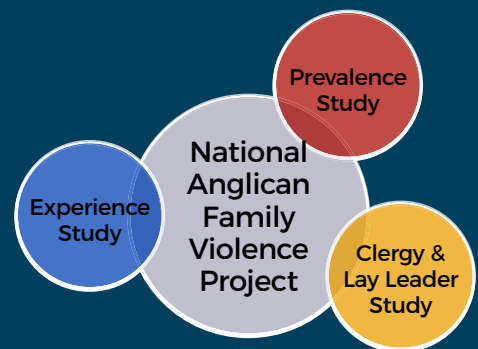 Prevalence
Study
National
Anglican
Family
Violence
Project
Experience
Study
Clergy &
Lay Leader
Study